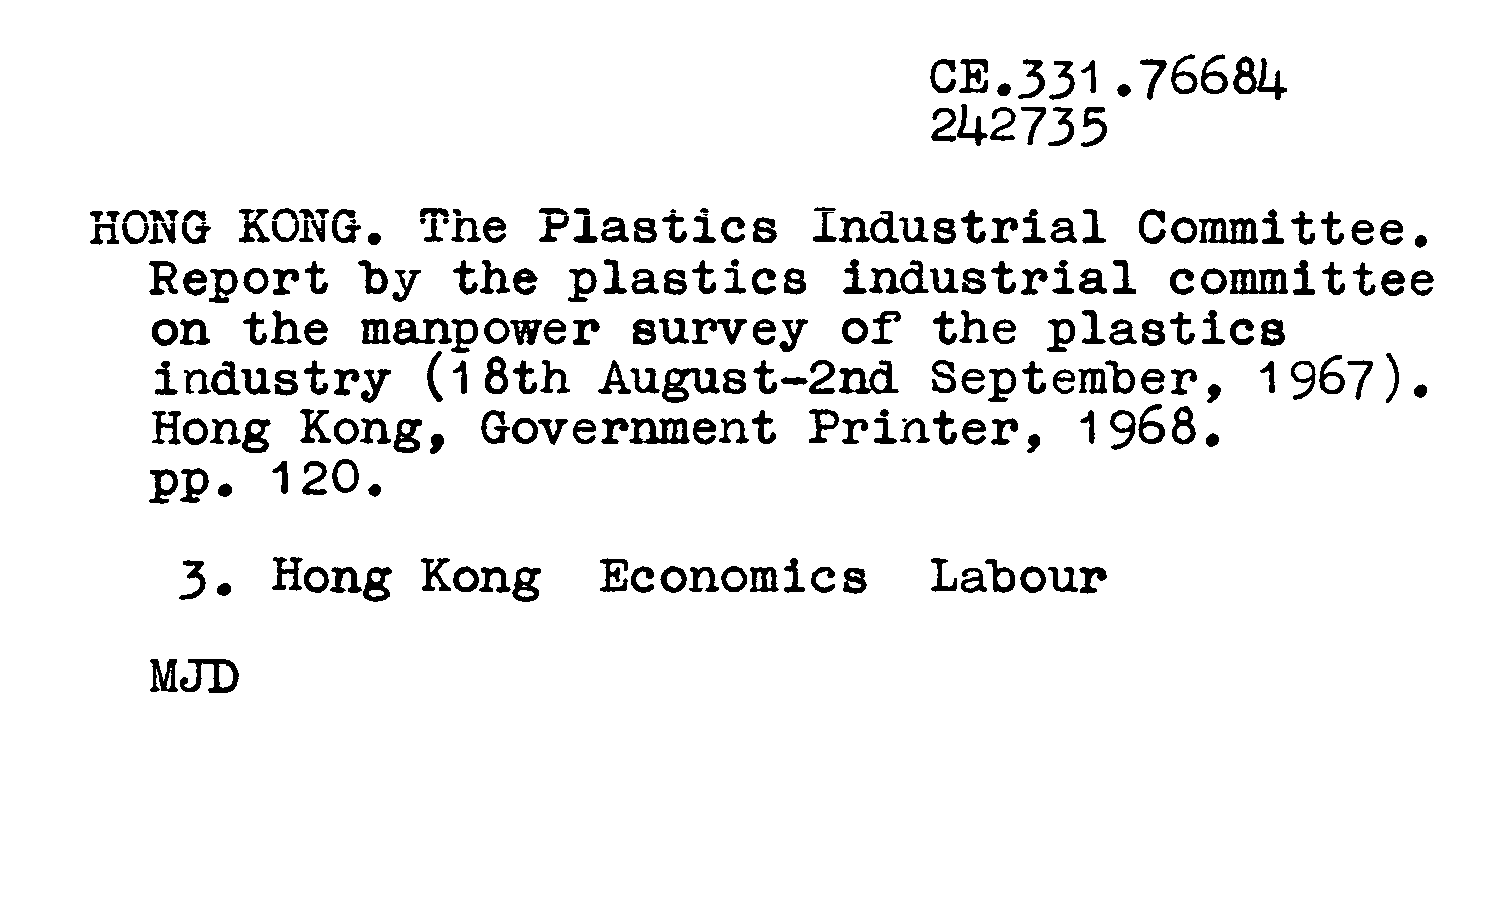 CE.331.76684
242735
HONG KONG. The Plastics Industrial Committee.
Report by the plastics industrial committee
on the manpower survey of the plastics
industry (18th August-2nd September, 1967).
Hong Kong, Government Printer, 1968.
pp. 120.
3. Hong Kong Economics Labour
MJD